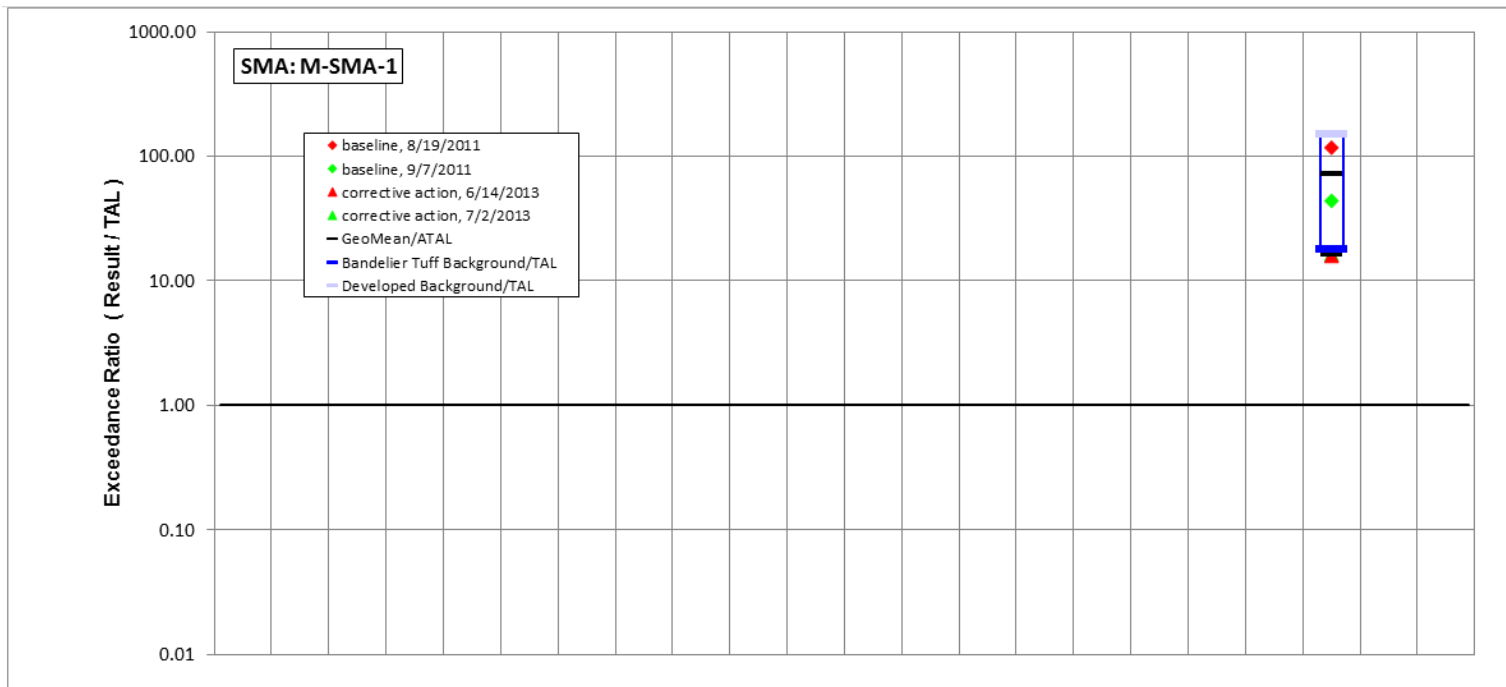 1000.00
SMA: M-SMA-1
baseline, 8/19/2011
100.00
baseline, 9/7/2011
corrective action, 6/14/2013
corrective action, 7/2/2013
GeoMean/ATAL
Bandelier Tuff Background/TAL
10.00
Developed Background/TAL
Exceedance Ratio ( Result / TAL )
1.00
0.10
0.01